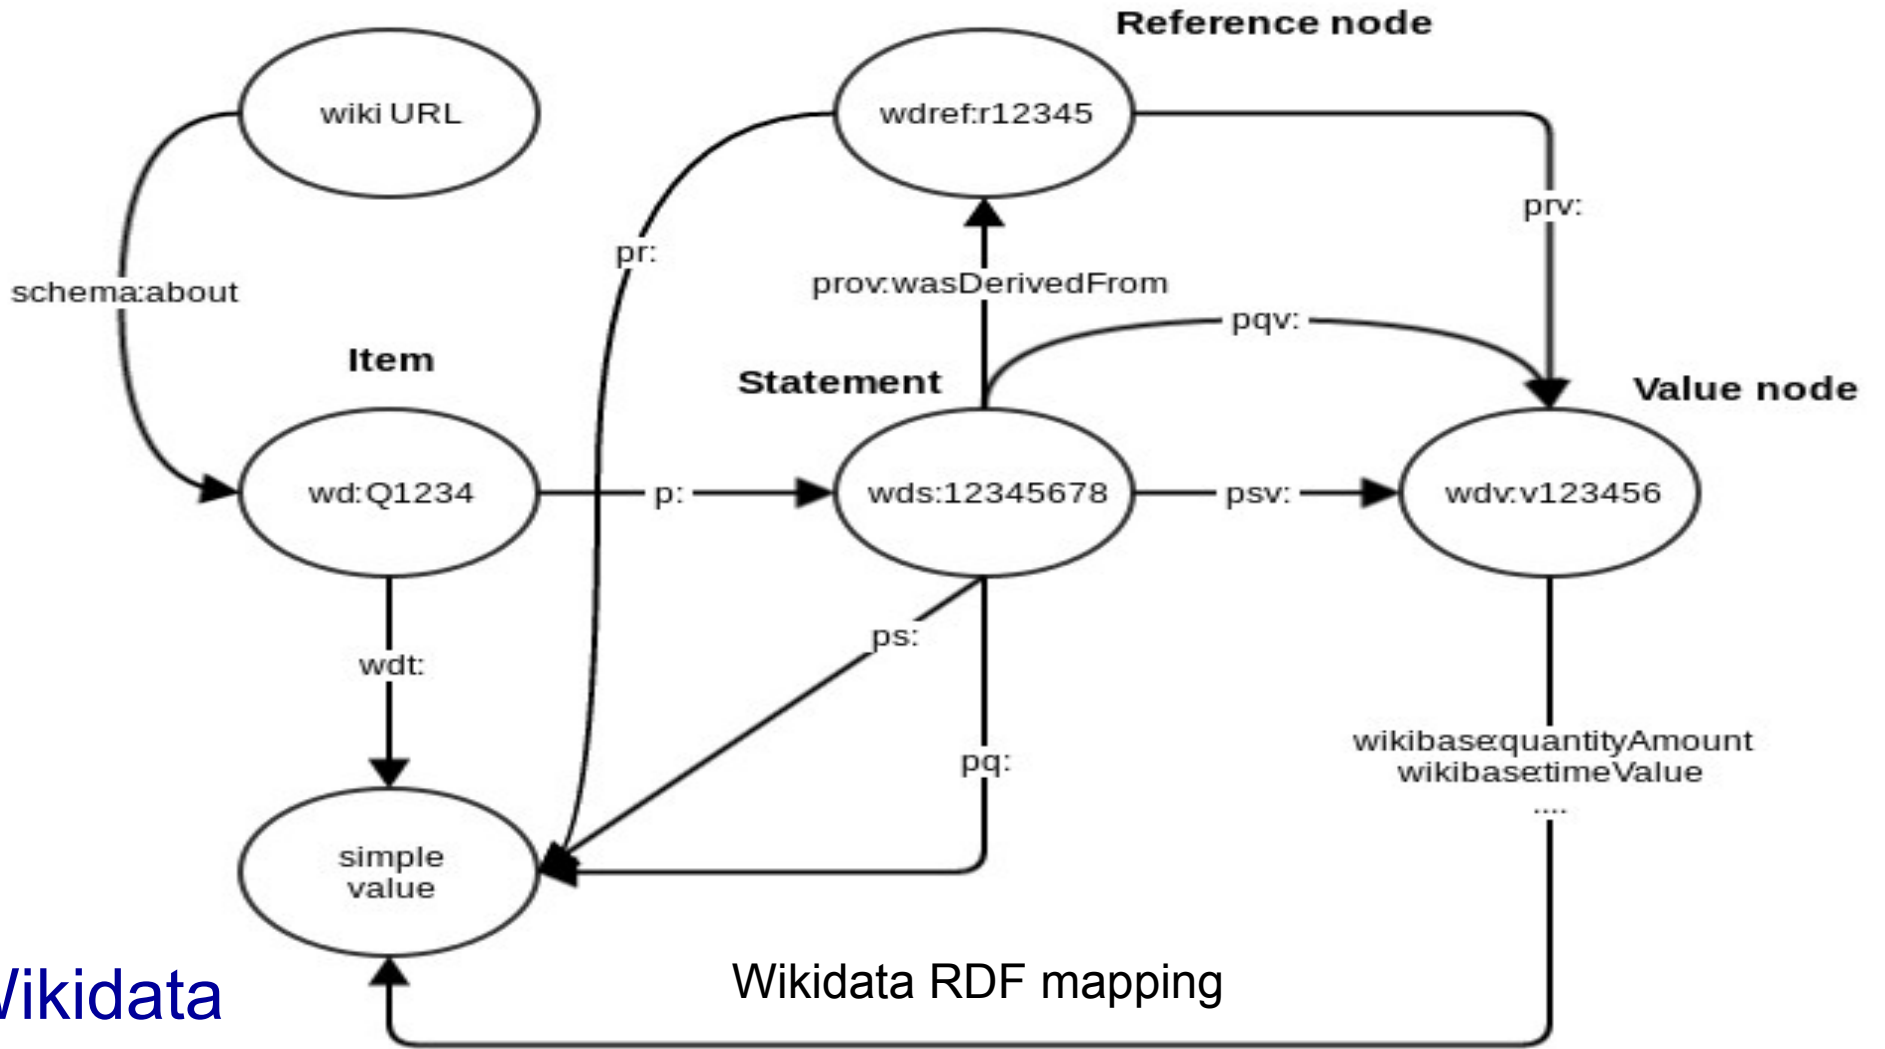 Reference node
wiki URL
wdref:r12345
prv:
pr:
prov:wasDerivedFrom
schema:about
pqv:
Item
Statement
Value node
wd:Q1234
p:
wds:12345678
psv:
wdv:v123456
ps:
wdt:
pq:
wikibase:quantityAmount
wikibase:timeValue
....
simple
value
Wikidata RDF mapping
Wikidata